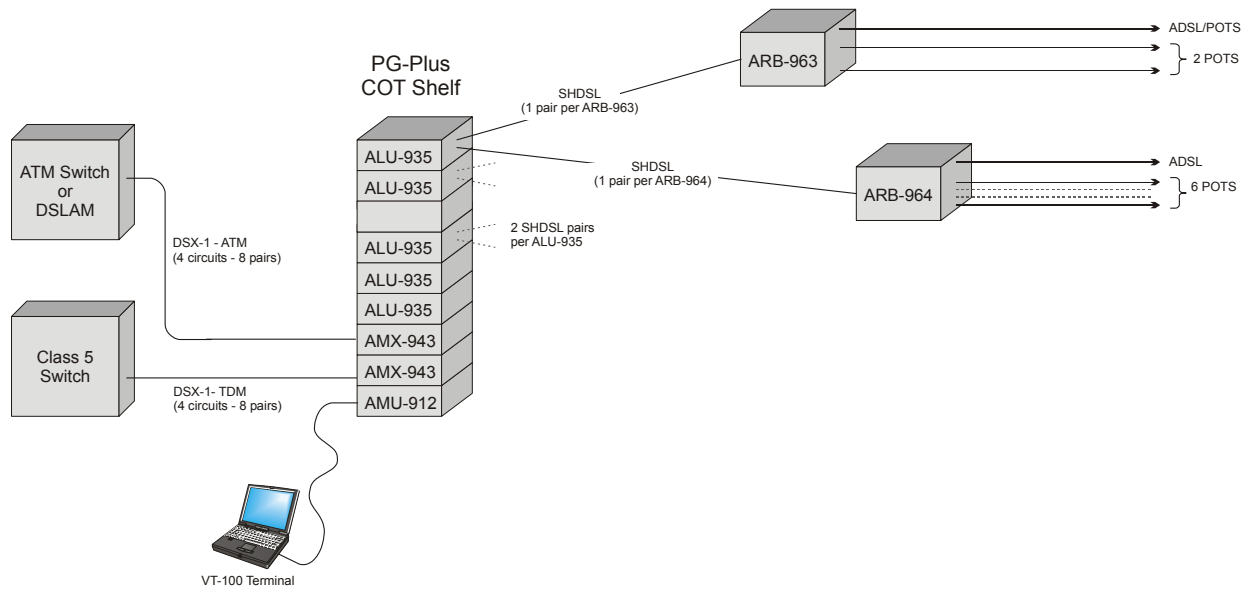 PG-Plus
COT Shelf
ATM Switch
or
DSLAM
Class 5
Switch
DSX-1 - ATM
(4 circuits - 8 pairs)
DSX-1- TDM
(4 circuits - 8 pairs)
ALU-935
ALU-935
ALU-935
ALU-935
ALU-935
AMX-943
AMX-943
AMU-912
VT-100 Terminal
SHDSL
(1 pair per ARB-963)
SHDSL
(1 pair per ARB-964)
2 SHDSL pairs
per ALU-935
ARB-963
ADSL/POTS
2 POTS
ARB-964
ADSL
6 POTS